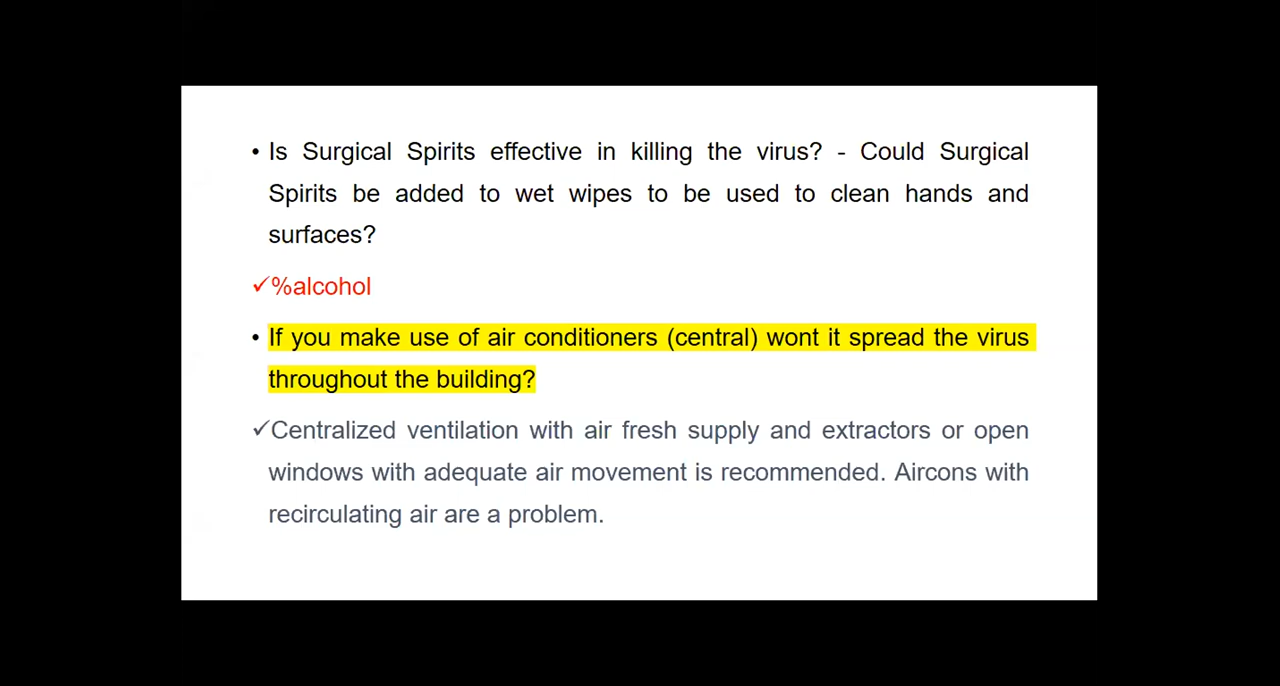 • Is Surgical Spirits effective in killing the virus? - Could Surgical
Spirits be added to wet wipes to be used to clean hands and
surfaces?
✓%alcohol
• If you make use of air conditioners (central) wont it spread the virus
throughout the building?
✓Centralized ventilation with air fresh supply and extractors or open
windows with adequate air movement is recommended. Aircons with
recirculating air are a problem.